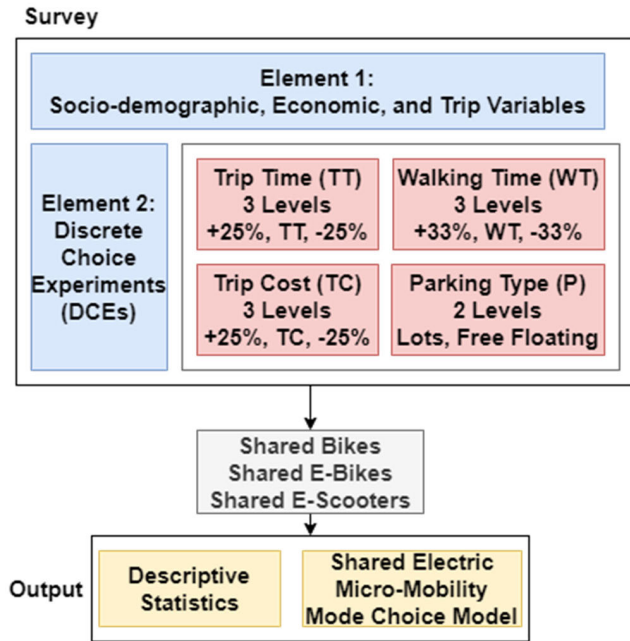 Survey
Element 1:
Socio-demographic, Economic, and Trip Variables
Element 2:
Discrete
Choice
Experiments
(DCEs)
Trip Time (TT)
3 Levels
+25%, TT, -25%
Walking Time (WT)
3 Levels
+33%, WT, -33%
Trip Cost (TC)
3 Levels
+25%, TC, -25%
Parking Type (P)
2 Levels
Lots, Free Floating
Shared Bikes
Shared E-Bikes
Shared E-Scooters
Output
Descriptive
Statistics
Shared Electric
Micro-Mobility
Mode Choice Model